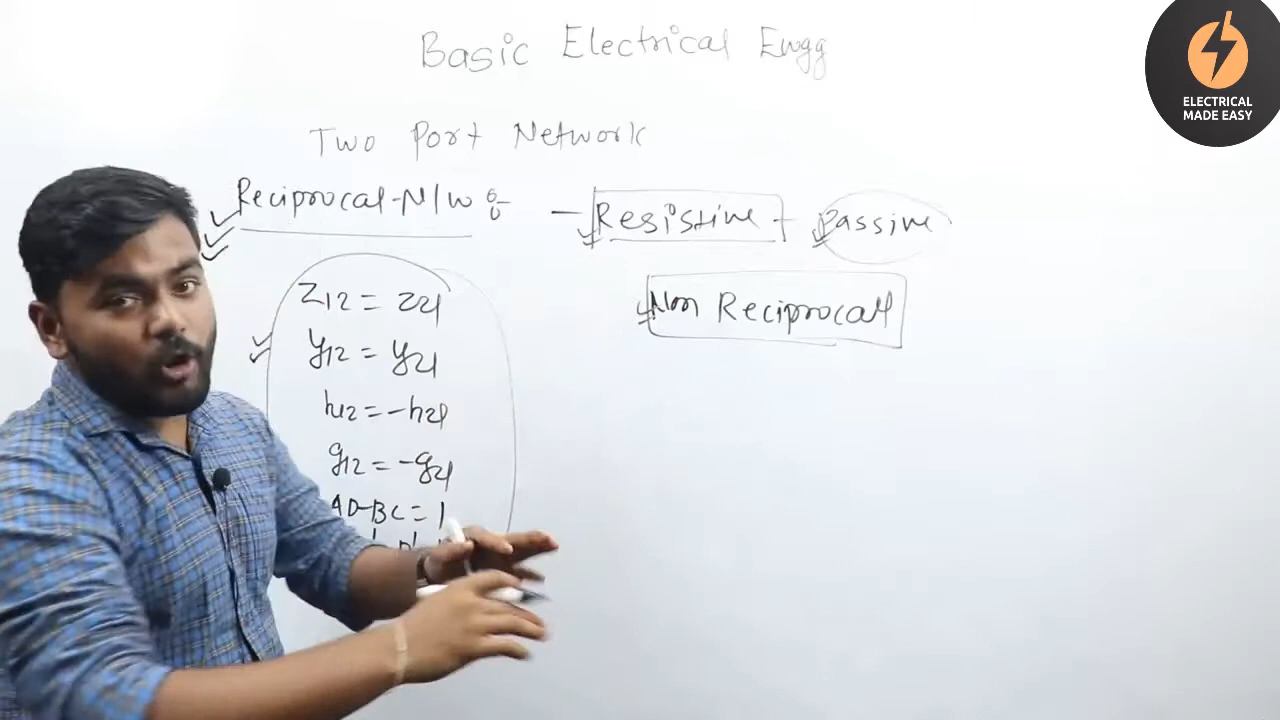 Basic Electrical Engg
ELECTRICAL
MADE EASY
Two Port Network
Reciprocal-N/W :- - Resistive + Passive
Z12 = Z21
Non Reciprocal
y12 = y21
h12 = -h21
g12 = -g21
AD-BC = 1